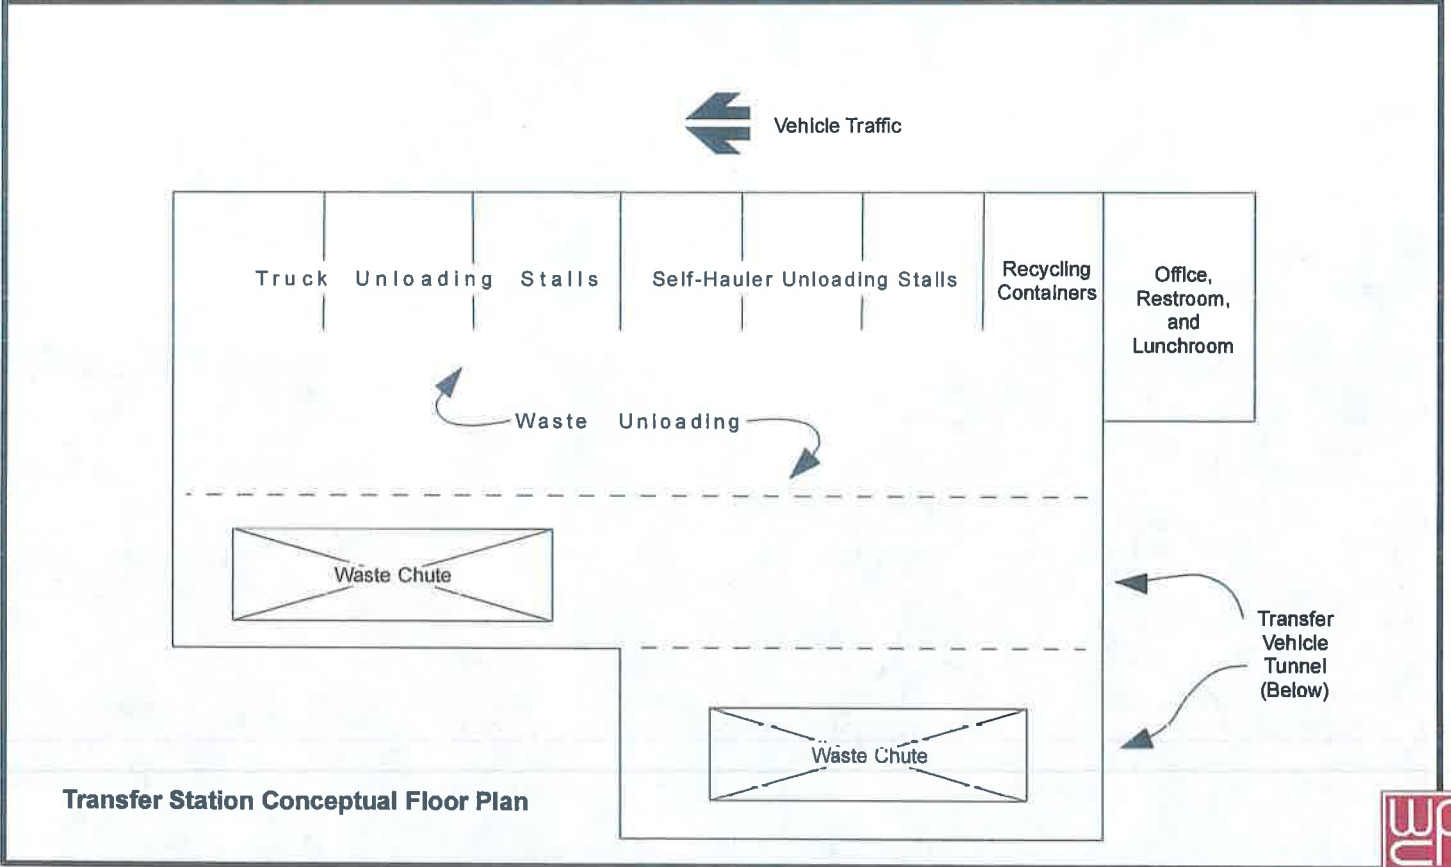 Vehicle Traffic
Truck Unloading Stalls
Self-Hauler Unloading Stalls
Recycling
Containers
Office,
Restroom,
and
Lunchroom
Waste Unloading
Waste Chute
Transfer
Vehicle
Tunnel
(Below)
Waste Chute
Transfer Station Conceptual Floor Plan